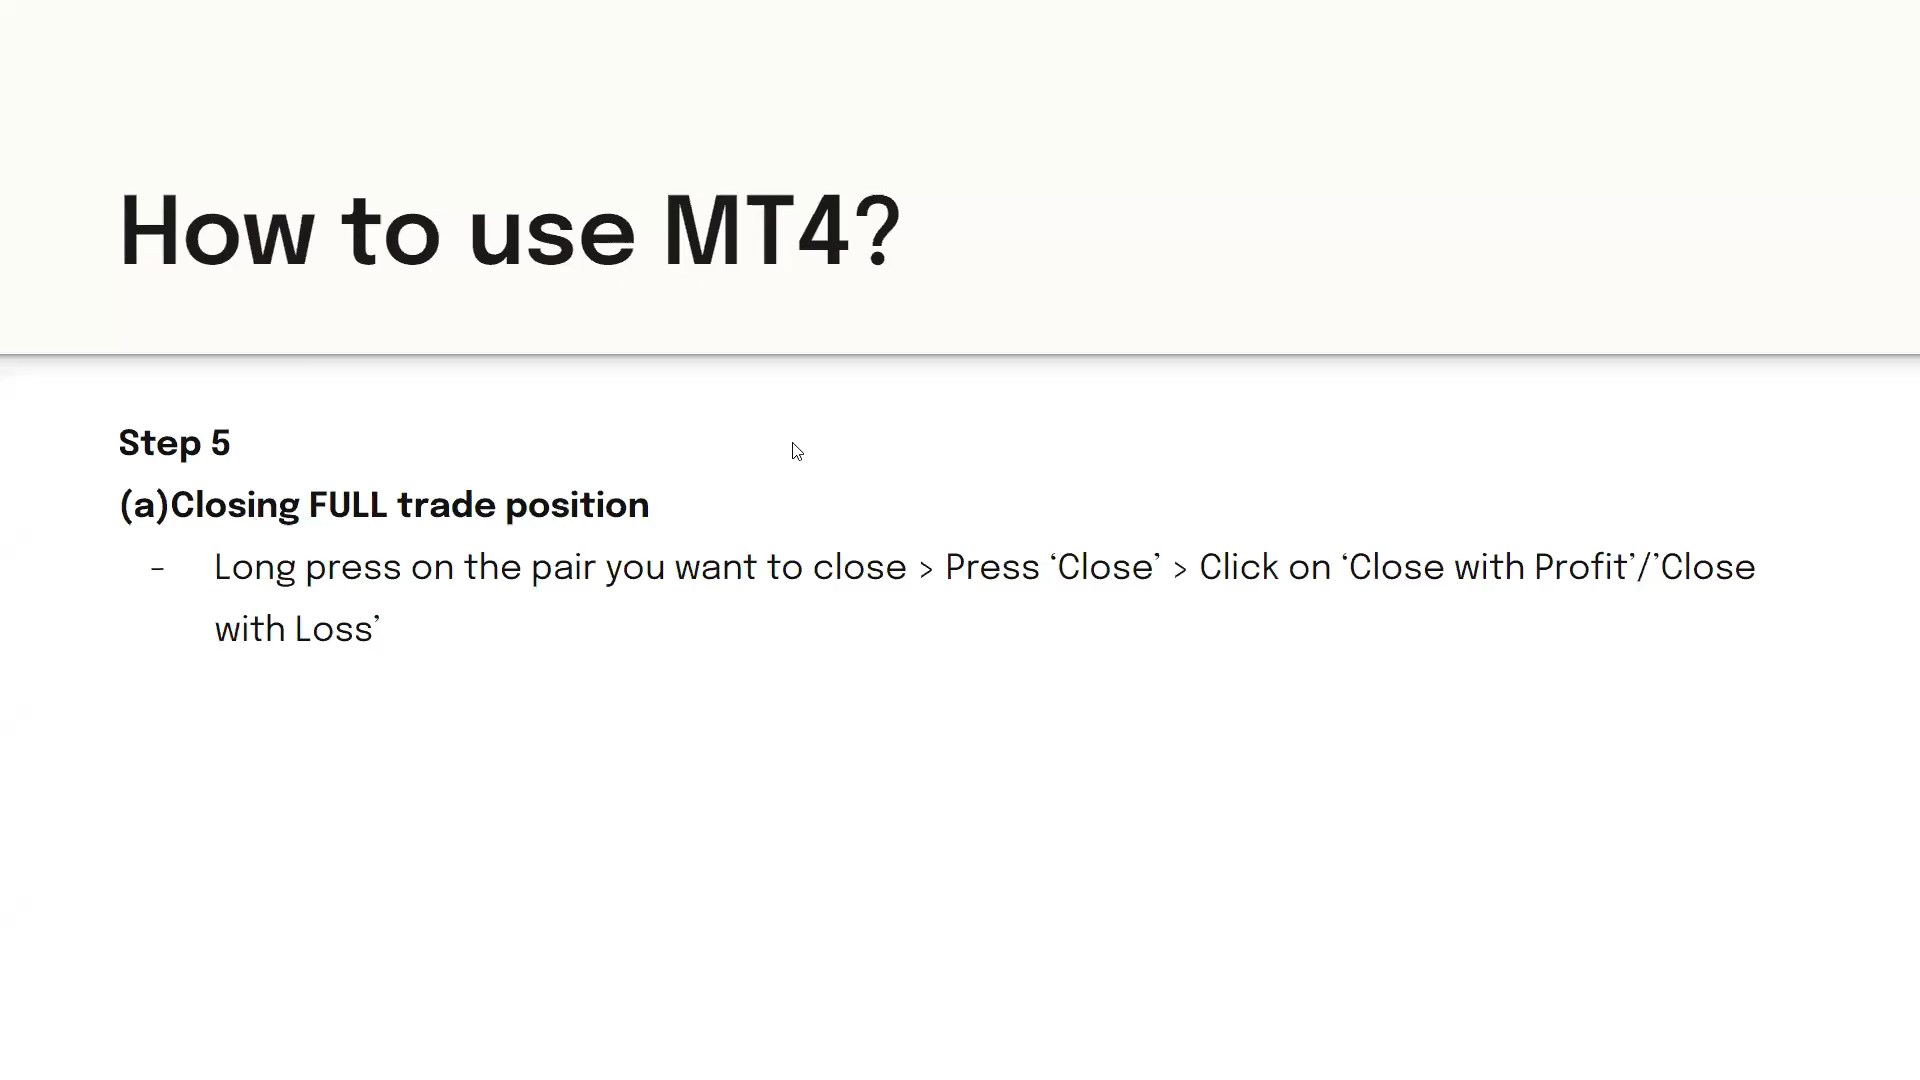 How to use MT4?
Step 5
(a)Closing FULL trade position
- Long press on the pair you want to close > Press ‘Close’ > Click on ‘Close with Profit’/’Close
with Loss’